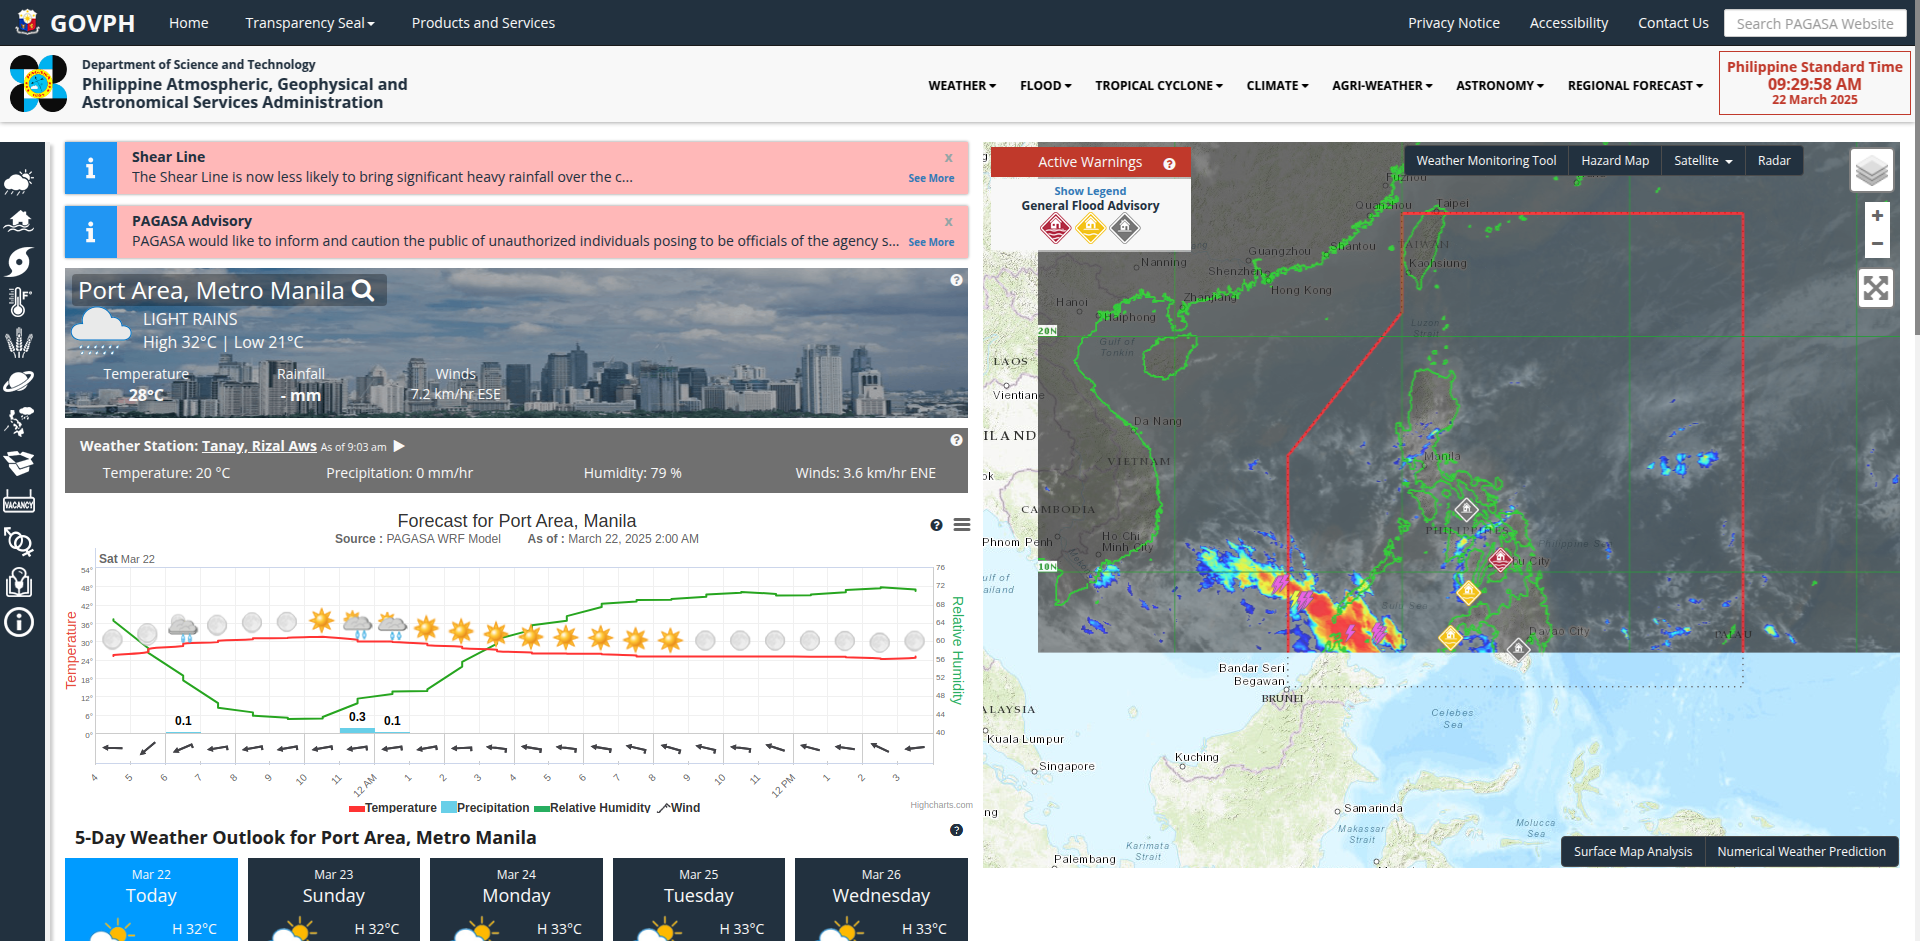 GOVPH
Home
Transparency Seal
Products and Services
Privacy Notice
Accessibility
Contact Us
Search PAGASA Website
Department of Science and Technology
Philippine Atmospheric, Geophysical and
Astronomical Services Administration
WEATHER
FLOOD
TROPICAL CYCLONE
CLIMATE
AGRI-WEATHER
ASTRONOMY
REGIONAL FORECAST
Philippine Standard Time
09:29:58 AM
22 March 2025
Shear Line
x
The Shear Line is now less likely to bring significant heavy rainfall over the c...
See More
PAGASA Advisory
x
PAGASA would like to inform and caution the public of unauthorized individuals posing to be officials of the agency s...
See More
Port Area, Metro Manila
LIGHT RAINS
High 32°C | Low 21°C
Temperature
28°C
Rainfall
- mm
Winds
7.2 km/hr ESE
Weather Station: Tanay, Rizal Aws As of 9:03 am
Temperature: 20 °C
Precipitation: 0 mm/hr
Humidity: 79 %
Winds: 3.6 km/hr ENE
Forecast for Port Area, Manila
Source : PAGASA WRF Model As of : March 22, 2025 2:00 AM
Sat Mar 22
Temperature
54°
48°
42°
36°
30°
24°
18°
12°
6°
0°
76
72
68
64
60
56
52
48
44
40
Relative Humidity
0.1
0.3
0.1
4 5 6 7 8 9 10 11 12 AM 1 2 3 4 5 6 7 8 9 10 11 12 PM 1 2 3
Temperature Precipitation Relative Humidity Wind
Highcharts.com
5-Day Weather Outlook for Port Area, Metro Manila
Mar 22
Today
H 32°C
Mar 23
Sunday
H 32°C
Mar 24
Monday
H 33°C
Mar 25
Tuesday
H 33°C
Mar 26
Wednesday
H 33°C
VACANCY
Active Warnings
Show Legend
General Flood Advisory
Weather Monitoring Tool
Hazard Map
Satellite
Radar
+
−
Fuzhou
Quanzhou
Taipei
Shantou
TAIWAN
Kaohsiung
Guangzhou
Nanning
Shenzhen
Hong Kong
Zhanjiang
Hanoi
Haiphong
20N
Gulf of
Tonkin
Luzon
Strait
LAOS
Vientiane
Da Nang
ILAND
VIETNAM
Manila
ok
CAMBODIA
Phnom Penh
Ho Chi
Minh City
PHILIPPINES
Philippine Sea
bu City
10N
ulf of
ailand
Sulu Sea
Davao City
PALAU
Bandar Seri
Begawan
BRUNEI
ALAYSIA
Kuala Lumpur
Singapore
Kuching
Celebes
Sea
ng
Samarinda
Makassar
Strait
Molucca
Sea
Karimata
Strait
Palembang
Surface Map Analysis
Numerical Weather Prediction